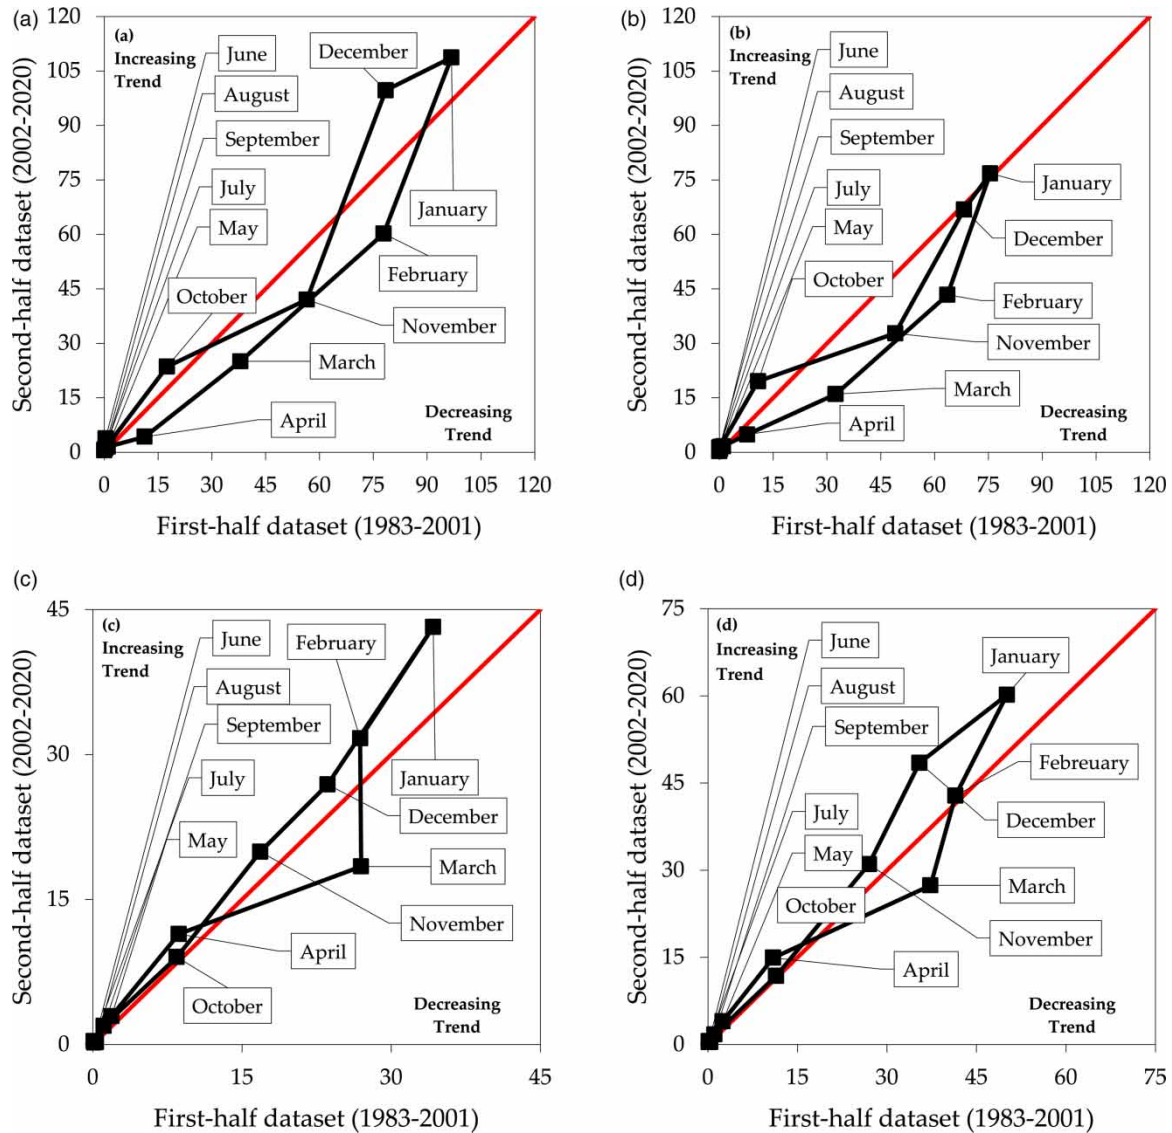 (a)
(a)
Increasing
Trend
June
August
September
July
May
October
December
January
February
November
March
April
Decreasing
Trend
120
105
90
75
60
45
30
15
0
0 15 30 45 60 75 90 105 120
Second-half dataset (2002-2020)
First-half dataset (1983-2001)
(b)
(b)
Increasing
Trend
June
August
September
July
May
October
January
December
February
November
March
April
Decreasing
Trend
120
105
90
75
60
45
30
15
0
0 15 30 45 60 75 90 105 120
Second-half dataset (2002-2020)
First-half dataset (1983-2001)
(c)
(c)
Increasing
Trend
June
August
September
July
May
February
January
December
March
November
April
October
Decreasing
Trend
45
30
15
0
0 15 30 45
Second-half dataset (2002-2020)
First-half dataset (1983-2001)
(d)
(d)
Increasing
Trend
June
August
September
July
May
October
January
Febreuary
December
March
November
April
Decreasing
Trend
75
60
45
30
15
0
0 15 30 45 60 75
Second-half dataset (2002-2020)
First-half dataset (1983-2001)